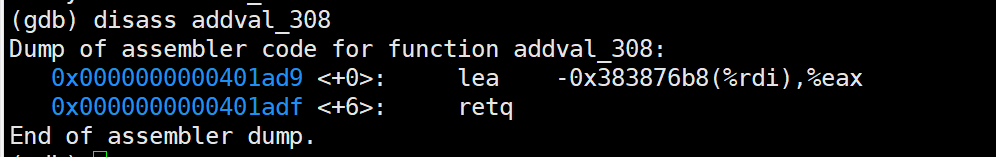 (gdb) disass addval_308
Dump of assembler code for function addval_308:
   0x0000000000401ad9 <+0>:     lea    -0x383876b8(%rdi),%eax
   0x0000000000401adf <+6>:     retq
End of assembler dump.